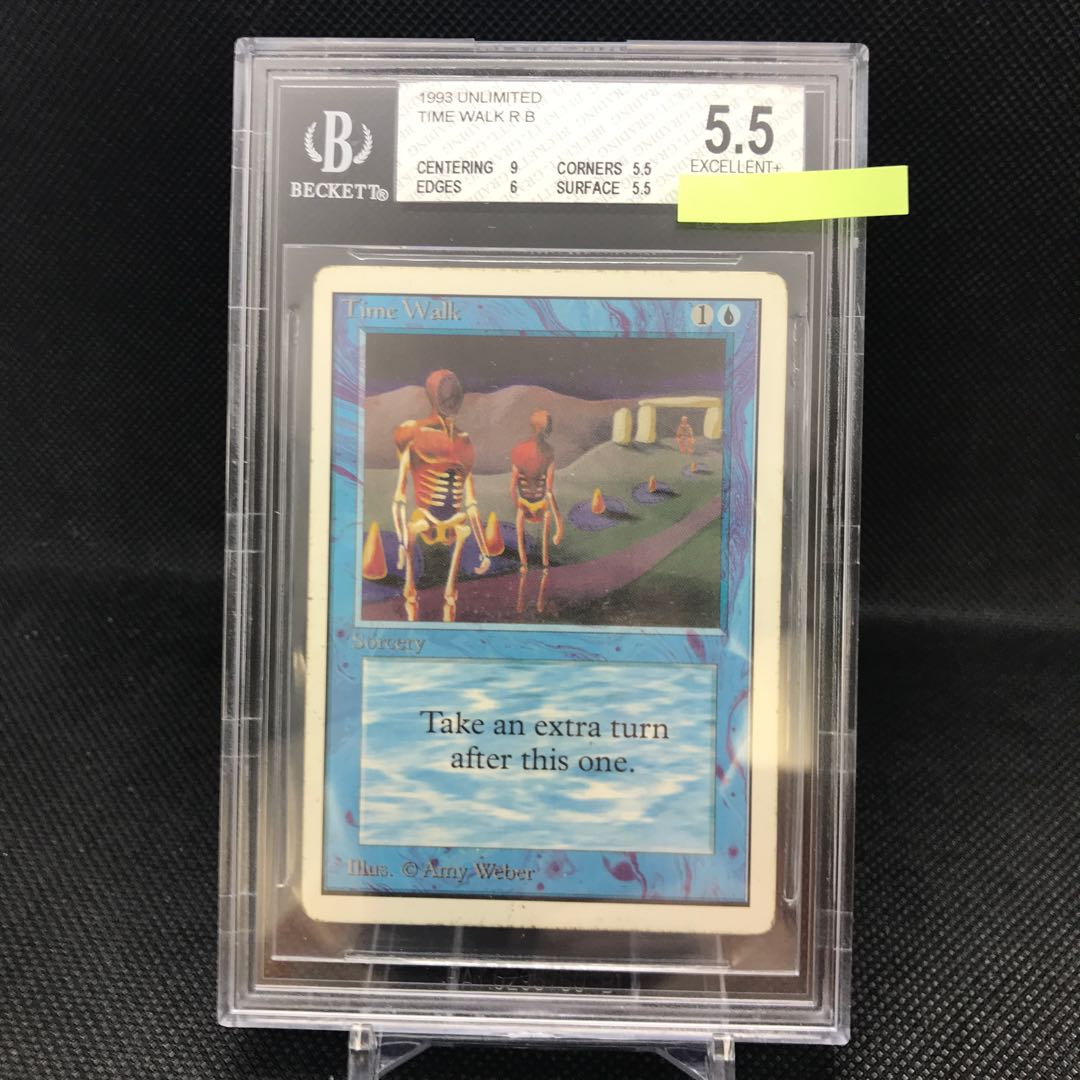 1993 UNLIMITED
TIME WALK R B
CENTERING 9 CORNERS 5.5
EDGES 6 SURFACE 5.5
5.5
EXCELLENT+
B
BECKETT®
Time Walk
1
Sorcery
Take an extra turn
after this one.
Illus. © Amy Weber